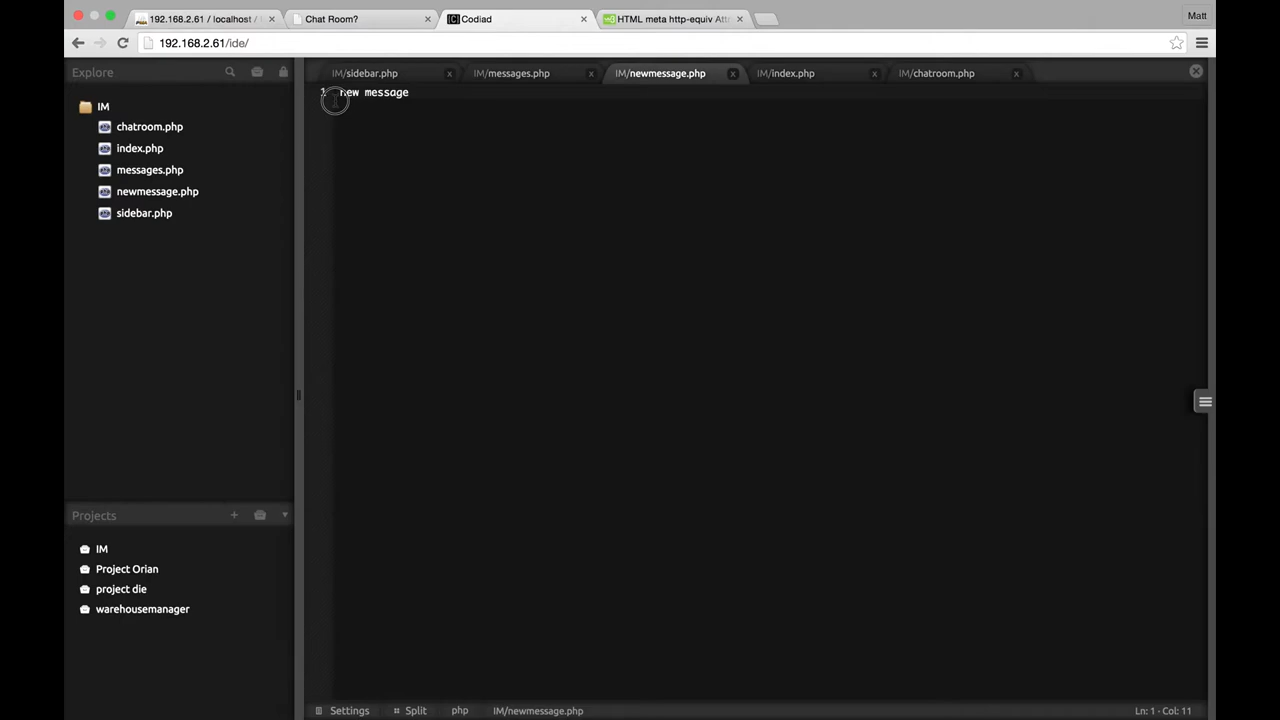 192.168.2.61 / localhost /
Chat Room?
Codiad
HTML meta http-equiv Att
Matt
192.168.2.61/ide/
Explore
IM/sidebar.php x
IM/messages.php x
IM/newmessage.php x
IM/index.php x
IM/chatroom.php x
1 new message
IM
chatroom.php
index.php
messages.php
newmessage.php
sidebar.php
Projects
IM
Project Orian
project die
warehousemanager
Settings
Split
php
IM/newmessage.php
Ln: 1 · Col: 11